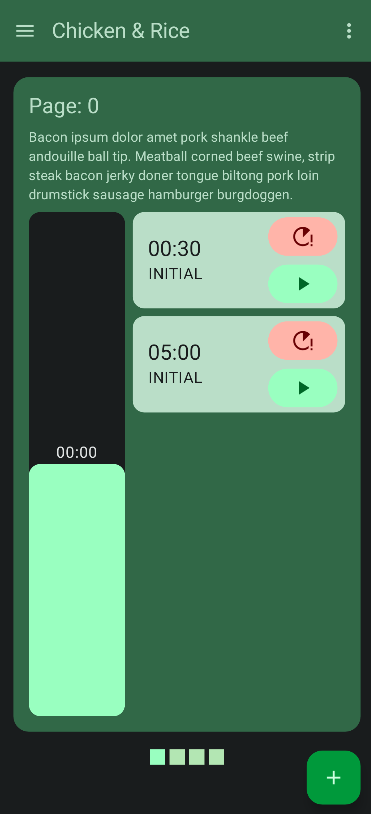 Chicken & Rice
Page: 0
Bacon ipsum dolor amet pork shankle beef
andouille ball tip. Meatball corned beef swine, strip
steak bacon jerky doner tongue biltong pork loin
drumstick sausage hamburger burgdoggen.
00:30
INITIAL
05:00
INITIAL
00:00